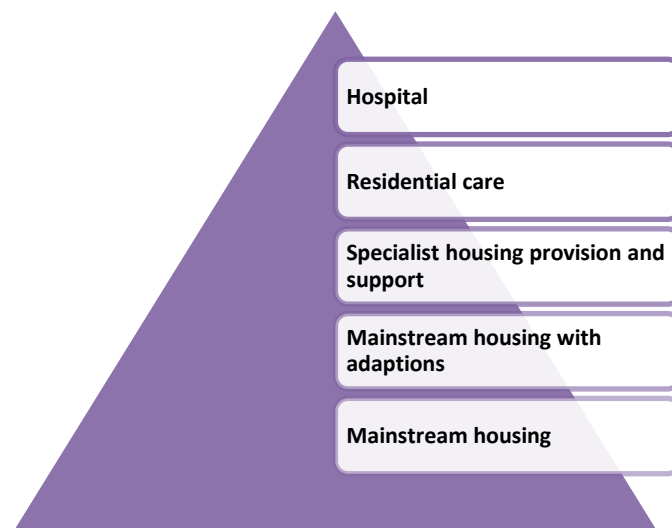 Hospital
Residential care
Specialist housing provision and
support
Mainstream housing with
adaptions
Mainstream housing